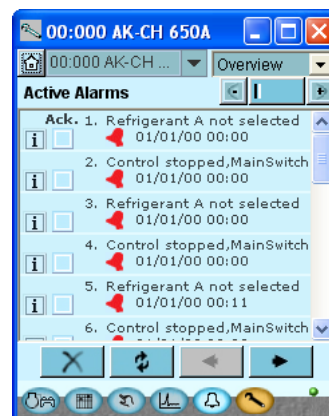 00:000 AK-CH 650A
00:000 AK-CH ... Overview
Active Alarms
Ack. 1. Refrigerant A not selected
01/01/00 00:00
2. Control stopped,MainSwitch
01/01/00 00:00
3. Refrigerant A not selected
01/01/00 00:00
4. Control stopped,MainSwitch
01/01/00 00:00
5. Refrigerant A not selected
01/01/00 00:11
6. Control stopped,MainSwitch